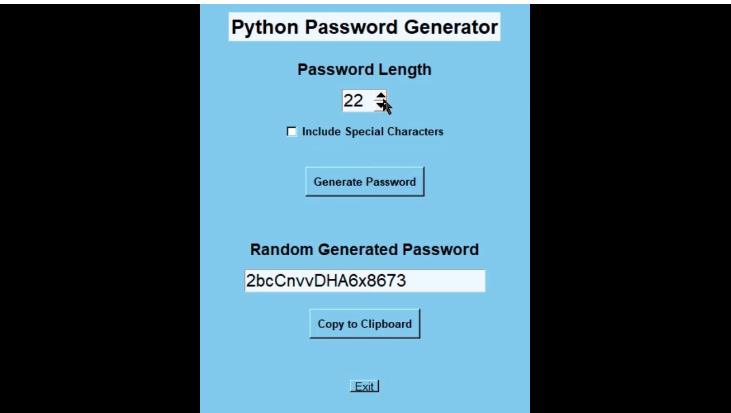 Python Password Generator
Password Length
22
Include Special Characters
Generate Password
Random Generated Password
2bcCnvvDHA6x8673
Copy to Clipboard
Exit